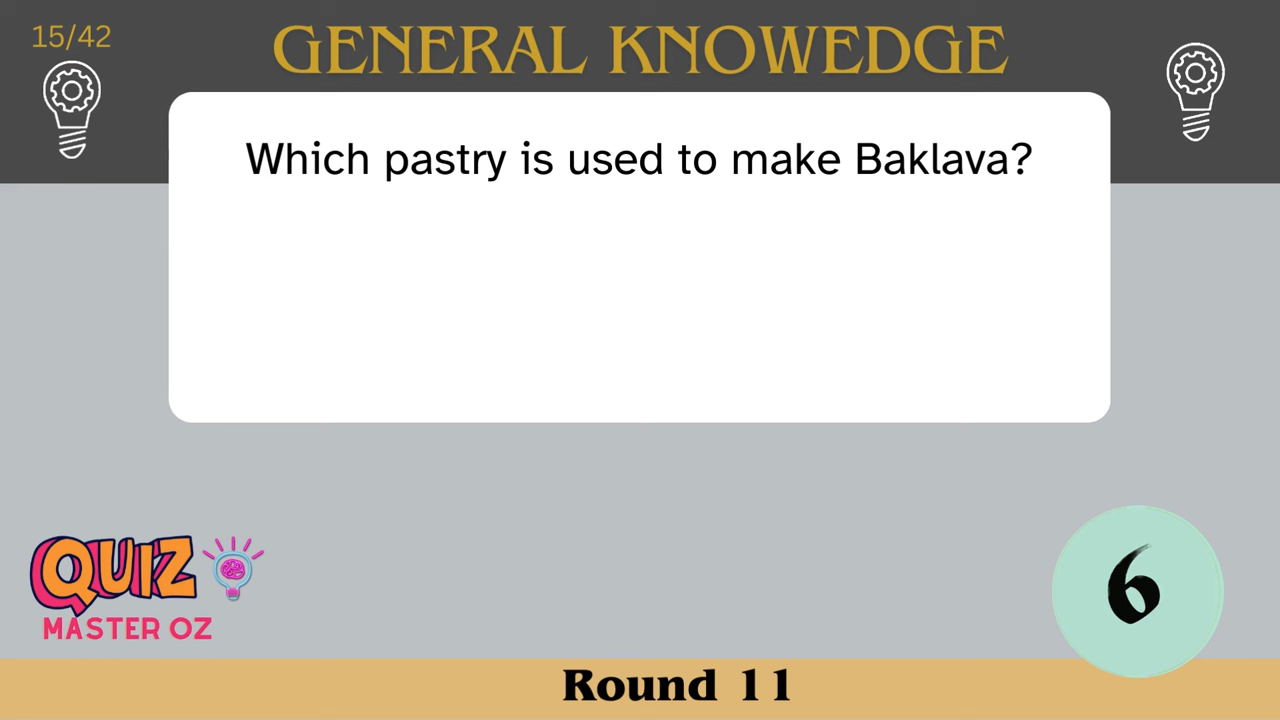 15/42
GENERAL KNOWEDGE
Which pastry is used to make Baklava?
QUIZ
MASTER OZ
6
Round 11